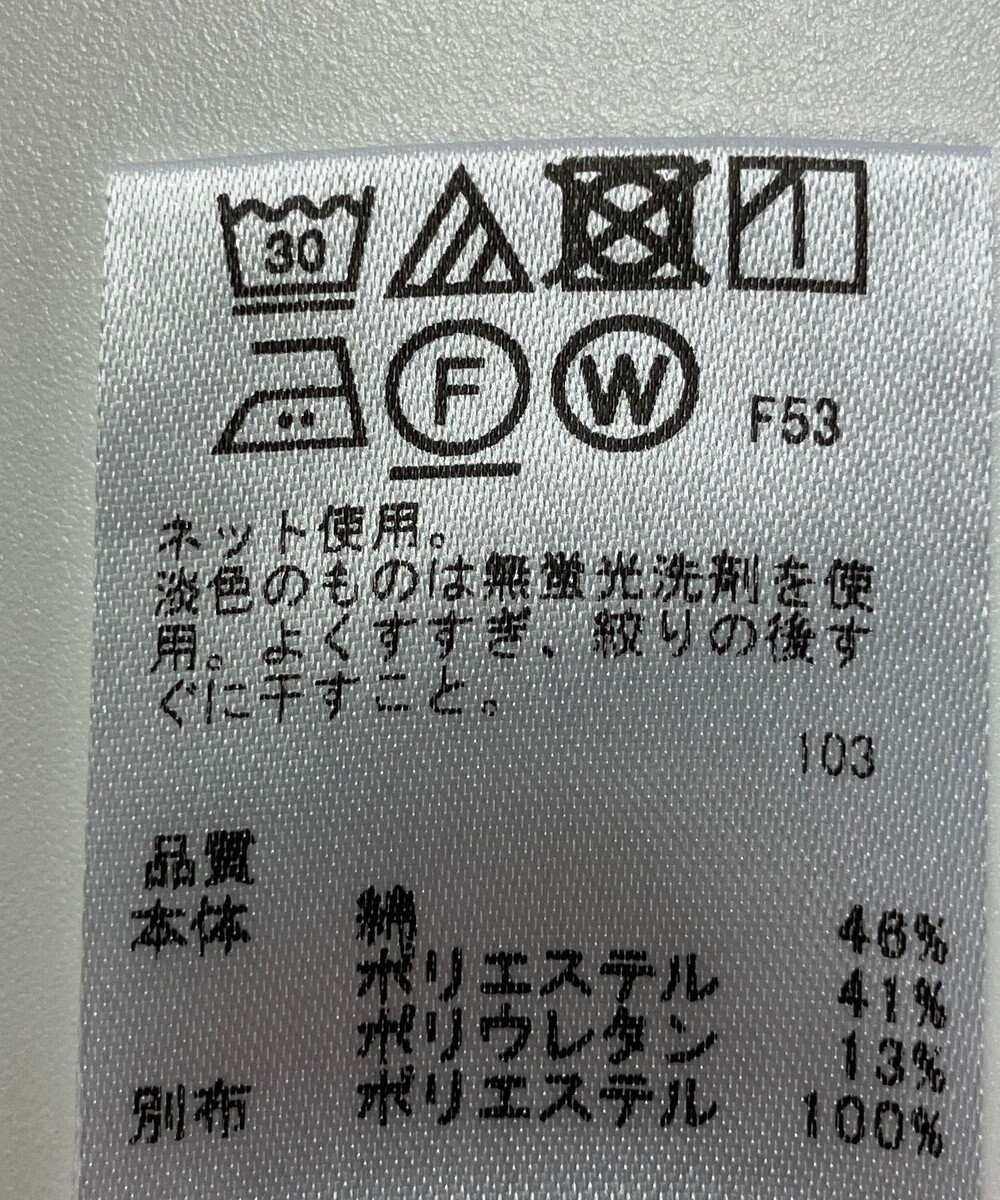 30
F W F53
ネット使用。
淡色のものは無蛍光洗剤を使
用。よくすすぎ、絞りの後す
ぐに干すこと。
103
品質
本体 綿 46%
ポリエステル 41%
ポリウレタン 13%
別布 ポリエステル 100%